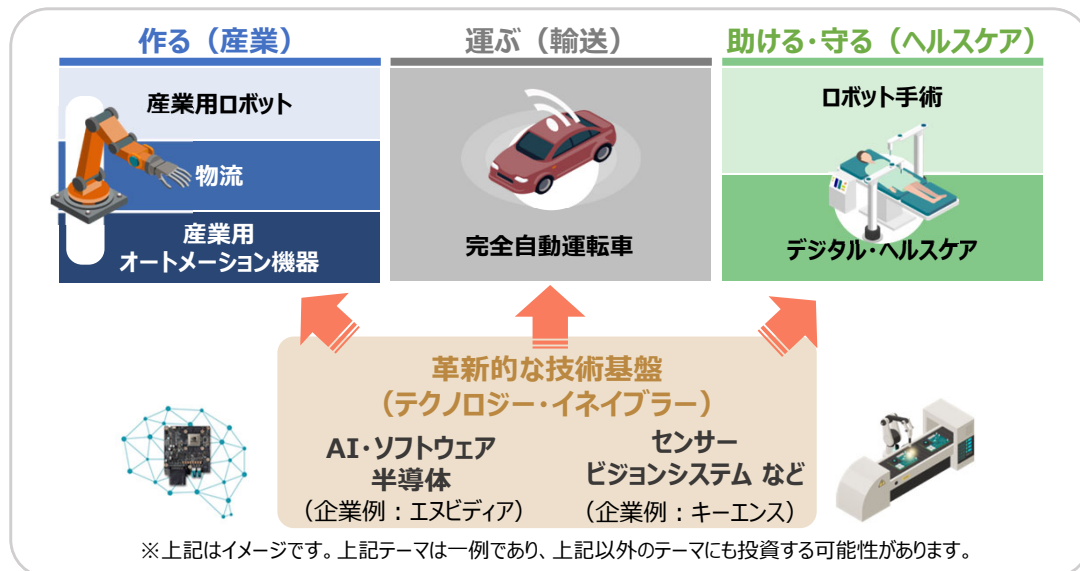 作る（産業）
産業用ロボット
物流
産業用
オートメーション機器
運ぶ（輸送）
完全自動運転車
助ける・守る（ヘルスケア）
ロボット手術
デジタル・ヘルスケア
革新的な技術基盤
（テクノロジー・イネイブラー）
AI・ソフトウェア
半導体
（企業例：エヌビディア）
センサー
ビジョンシステム など
（企業例：キーエンス）
※上記はイメージです。上記テーマは一例であり、上記以外のテーマにも投資する可能性があります。